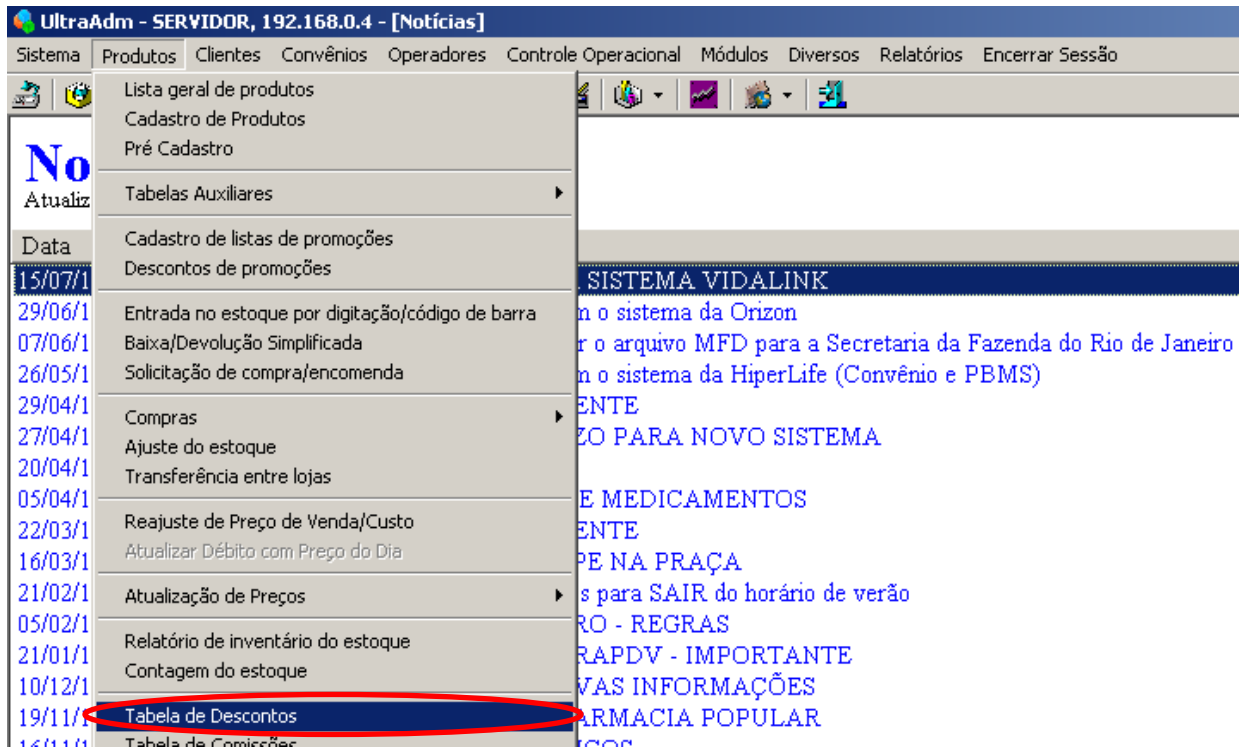 UltraAdm - SERVIDOR, 192.168.0.4 - [Notícias]
Sistema Produtos Clientes Convênios Operadores Controle Operacional Módulos Diversos Relatórios Encerrar Sessão
Lista geral de produtos
Cadastro de Produtos
Pré Cadastro
Tabelas Auxiliares
Cadastro de listas de promoções
Descontos de promoções
Entrada no estoque por digitação/código de barra
Baixa/Devolução Simplificada
Solicitação de compra/encomenda
Compras
Ajuste do estoque
Transferência entre lojas
Reajuste de Preço de Venda/Custo
Atualizar Débito com Preço do Dia
Atualização de Preços
Relatório de inventário do estoque
Contagem do estoque
Tabela de Descontos
Tabela de Comissões
No
Atualiz
Data
15/07/1 SISTEMA VIDALINK
29/06/1 m o sistema da Orizon
07/06/1 r o arquivo MFD para a Secretaria da Fazenda do Rio de Janeiro
26/05/1 m o sistema da HiperLife (Convênio e PBMS)
29/04/1 ENTE
27/04/1 ZO PARA NOVO SISTEMA
20/04/1
05/04/1 E MEDICAMENTOS
22/03/1 ENTE
16/03/1 PE NA PRAÇA
21/02/1 s para SAIR do horário de verão
05/02/1 RO - REGRAS
21/01/1 RAPDV - IMPORTANTE
10/12/1 VAS INFORMAÇÕES
19/11/1 ARMACIA POPULAR
16/11/1